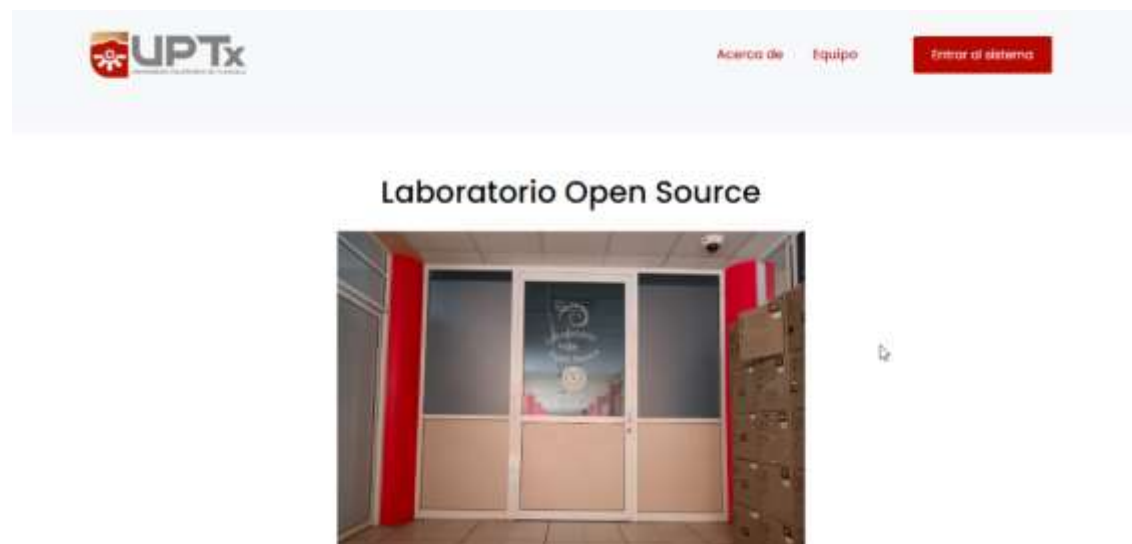 UPTx
Acerca de
Equipo
Entrar al sistema
Laboratorio Open Source